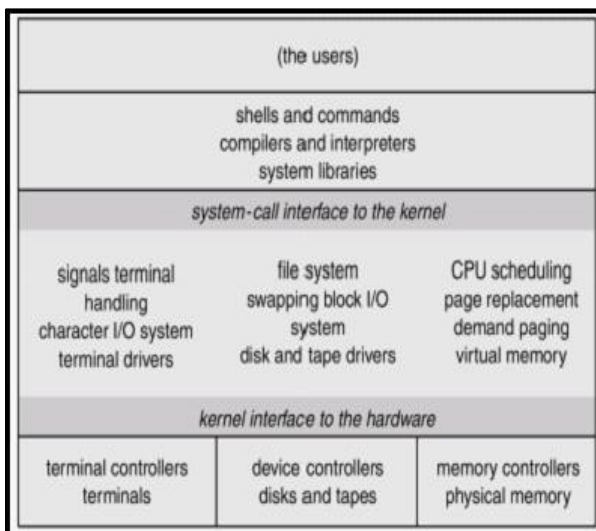 (the users)
shells and commands
compilers and interpreters
system libraries
system-call interface to the kernel
signals terminal
handling
character I/O system
terminal drivers
file system
swapping block I/O
system
disk and tape drivers
CPU scheduling
page replacement
demand paging
virtual memory
kernel interface to the hardware
terminal controllers
terminals
device controllers
disks and tapes
memory controllers
physical memory